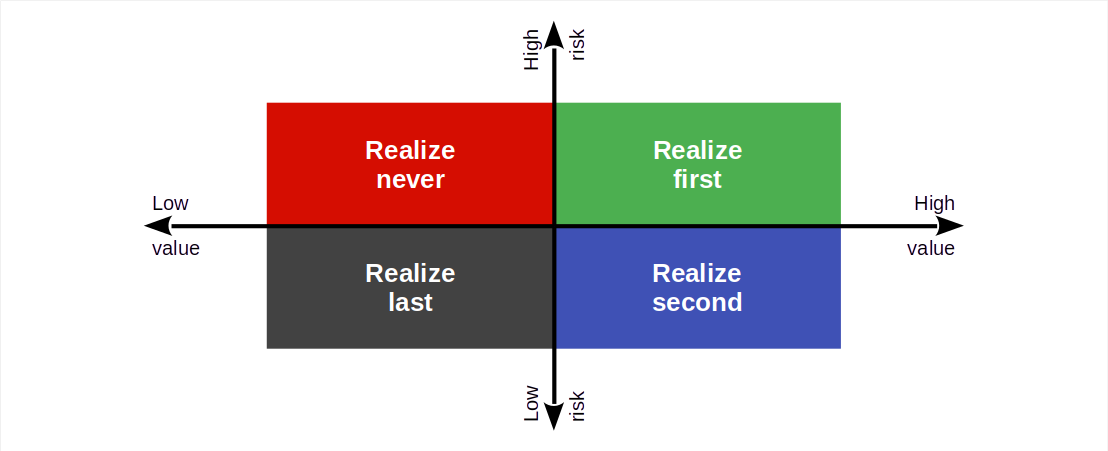 High
risk
Realize
never
Realize
first
Low
value
High
value
Realize
last
Realize
second
Low
risk